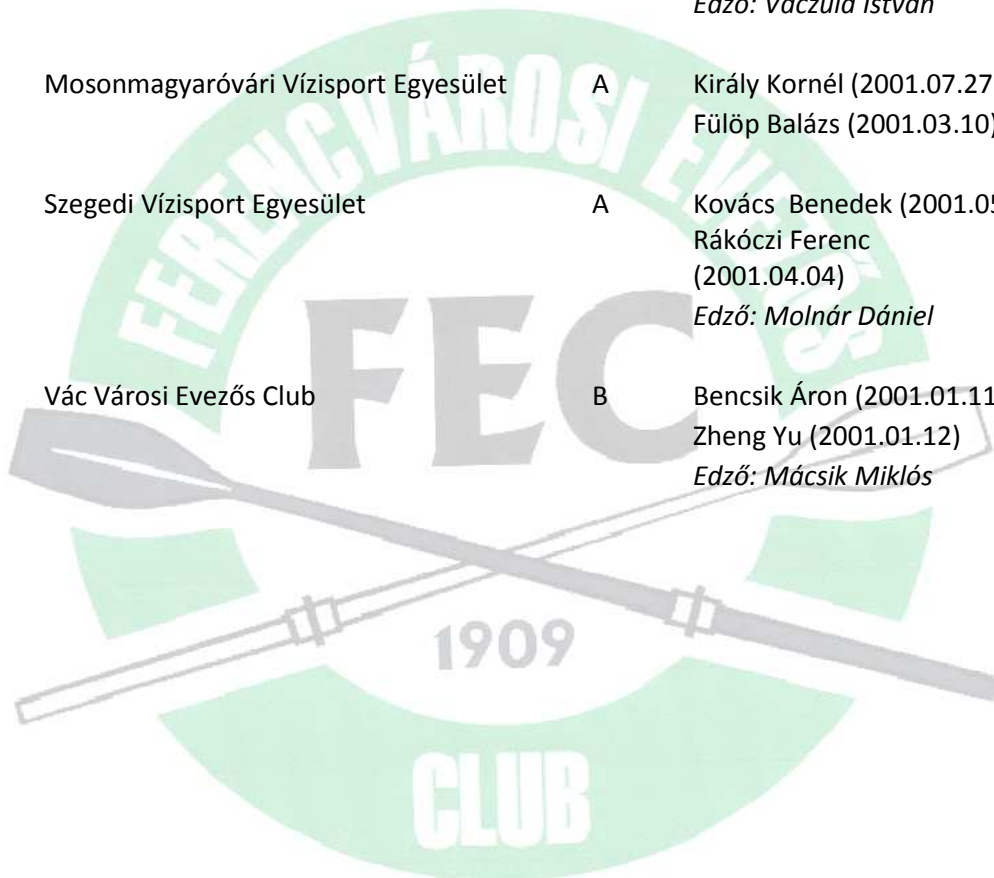 Edző: Vaczula István
Mosonmagyaróvári Vízisport Egyesület A Király Kornél (2001.07.27
Fülöp Balázs (2001.03.10)
Szegedi Vízisport Egyesület A Kovács Benedek (2001.05
Rákóczi Ferenc
(2001.04.04)
Edző: Molnár Dániel
Vác Városi Evezős Club B Bencsik Áron (2001.01.11
Zheng Yu (2001.01.12)
Edző: Mácsik Miklós
FERENCVÁROSI EVEZŐS
FEC
1909
CLUB